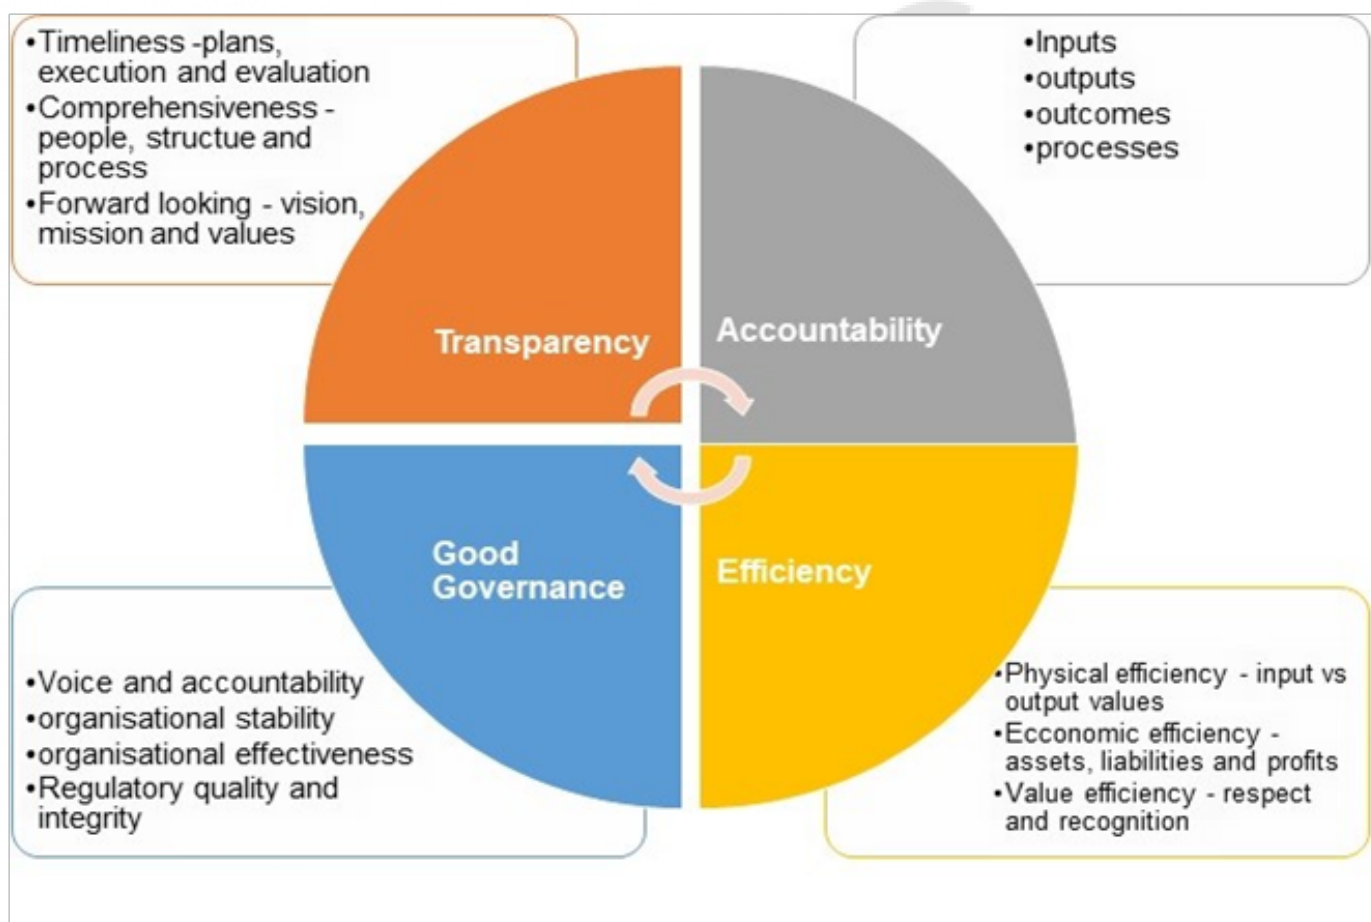 •Timeliness -plans,
execution and evaluation
•Comprehensiveness -
people, structue and
process
•Forward looking - vision,
mission and values
•Inputs
•outputs
•outcomes
•processes
Transparency
Accountability
Good
Governance
Efficiency
•Voice and accountability
•organisational stability
•organisational effectiveness
•Regulatory quality and
integrity
•Physical efficiency - input vs
output values
•Ecconomic efficiency -
assets, liabilities and profits
•Value efficiency - respect
and recognition